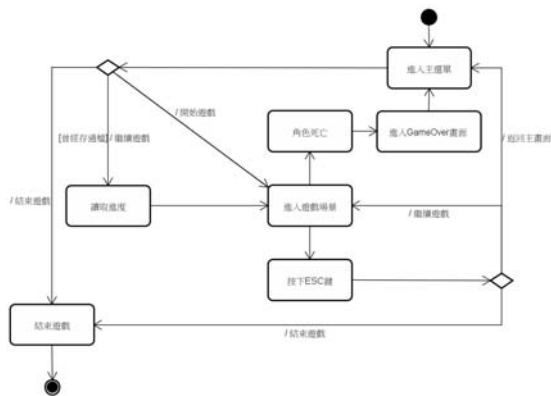 進入主選單
/ 開始遊戲
角色死亡
進入GameOver畫面
/ 返回主畫面
[曾經存過檔] / 繼續遊戲
/ 結束遊戲
讀取進度
進入遊戲場景
/ 繼續遊戲
按下ESC鍵
結束遊戲
/ 結束遊戲